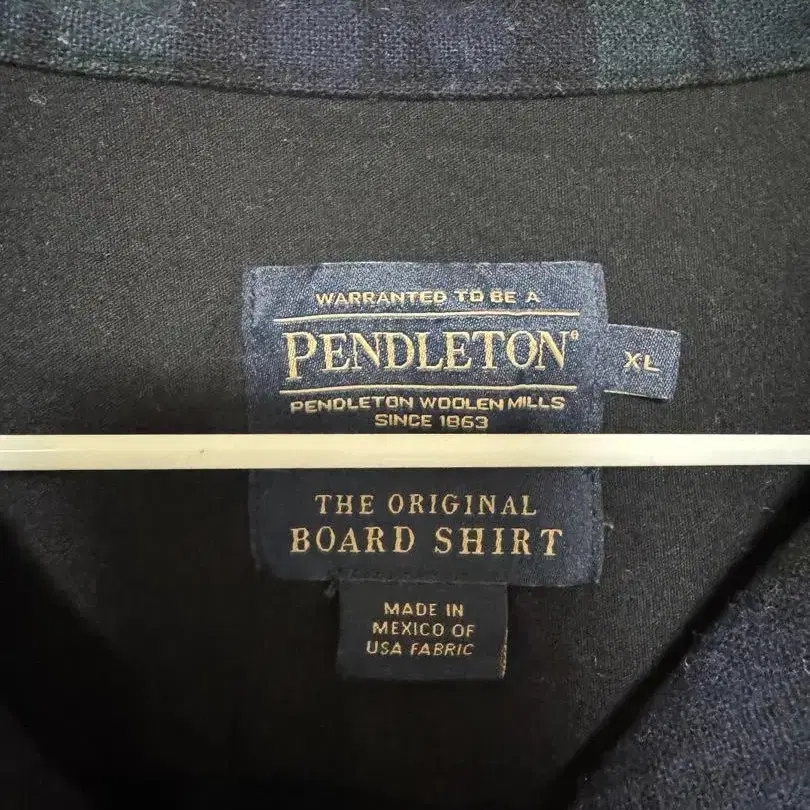 WARRANTED TO BE A
PENDLETON®
XL
PENDLETON WOOLEN MILLS
SINCE 1863
THE ORIGINAL
BOARD SHIRT
MADE IN
MEXICO OF
USA FABRIC